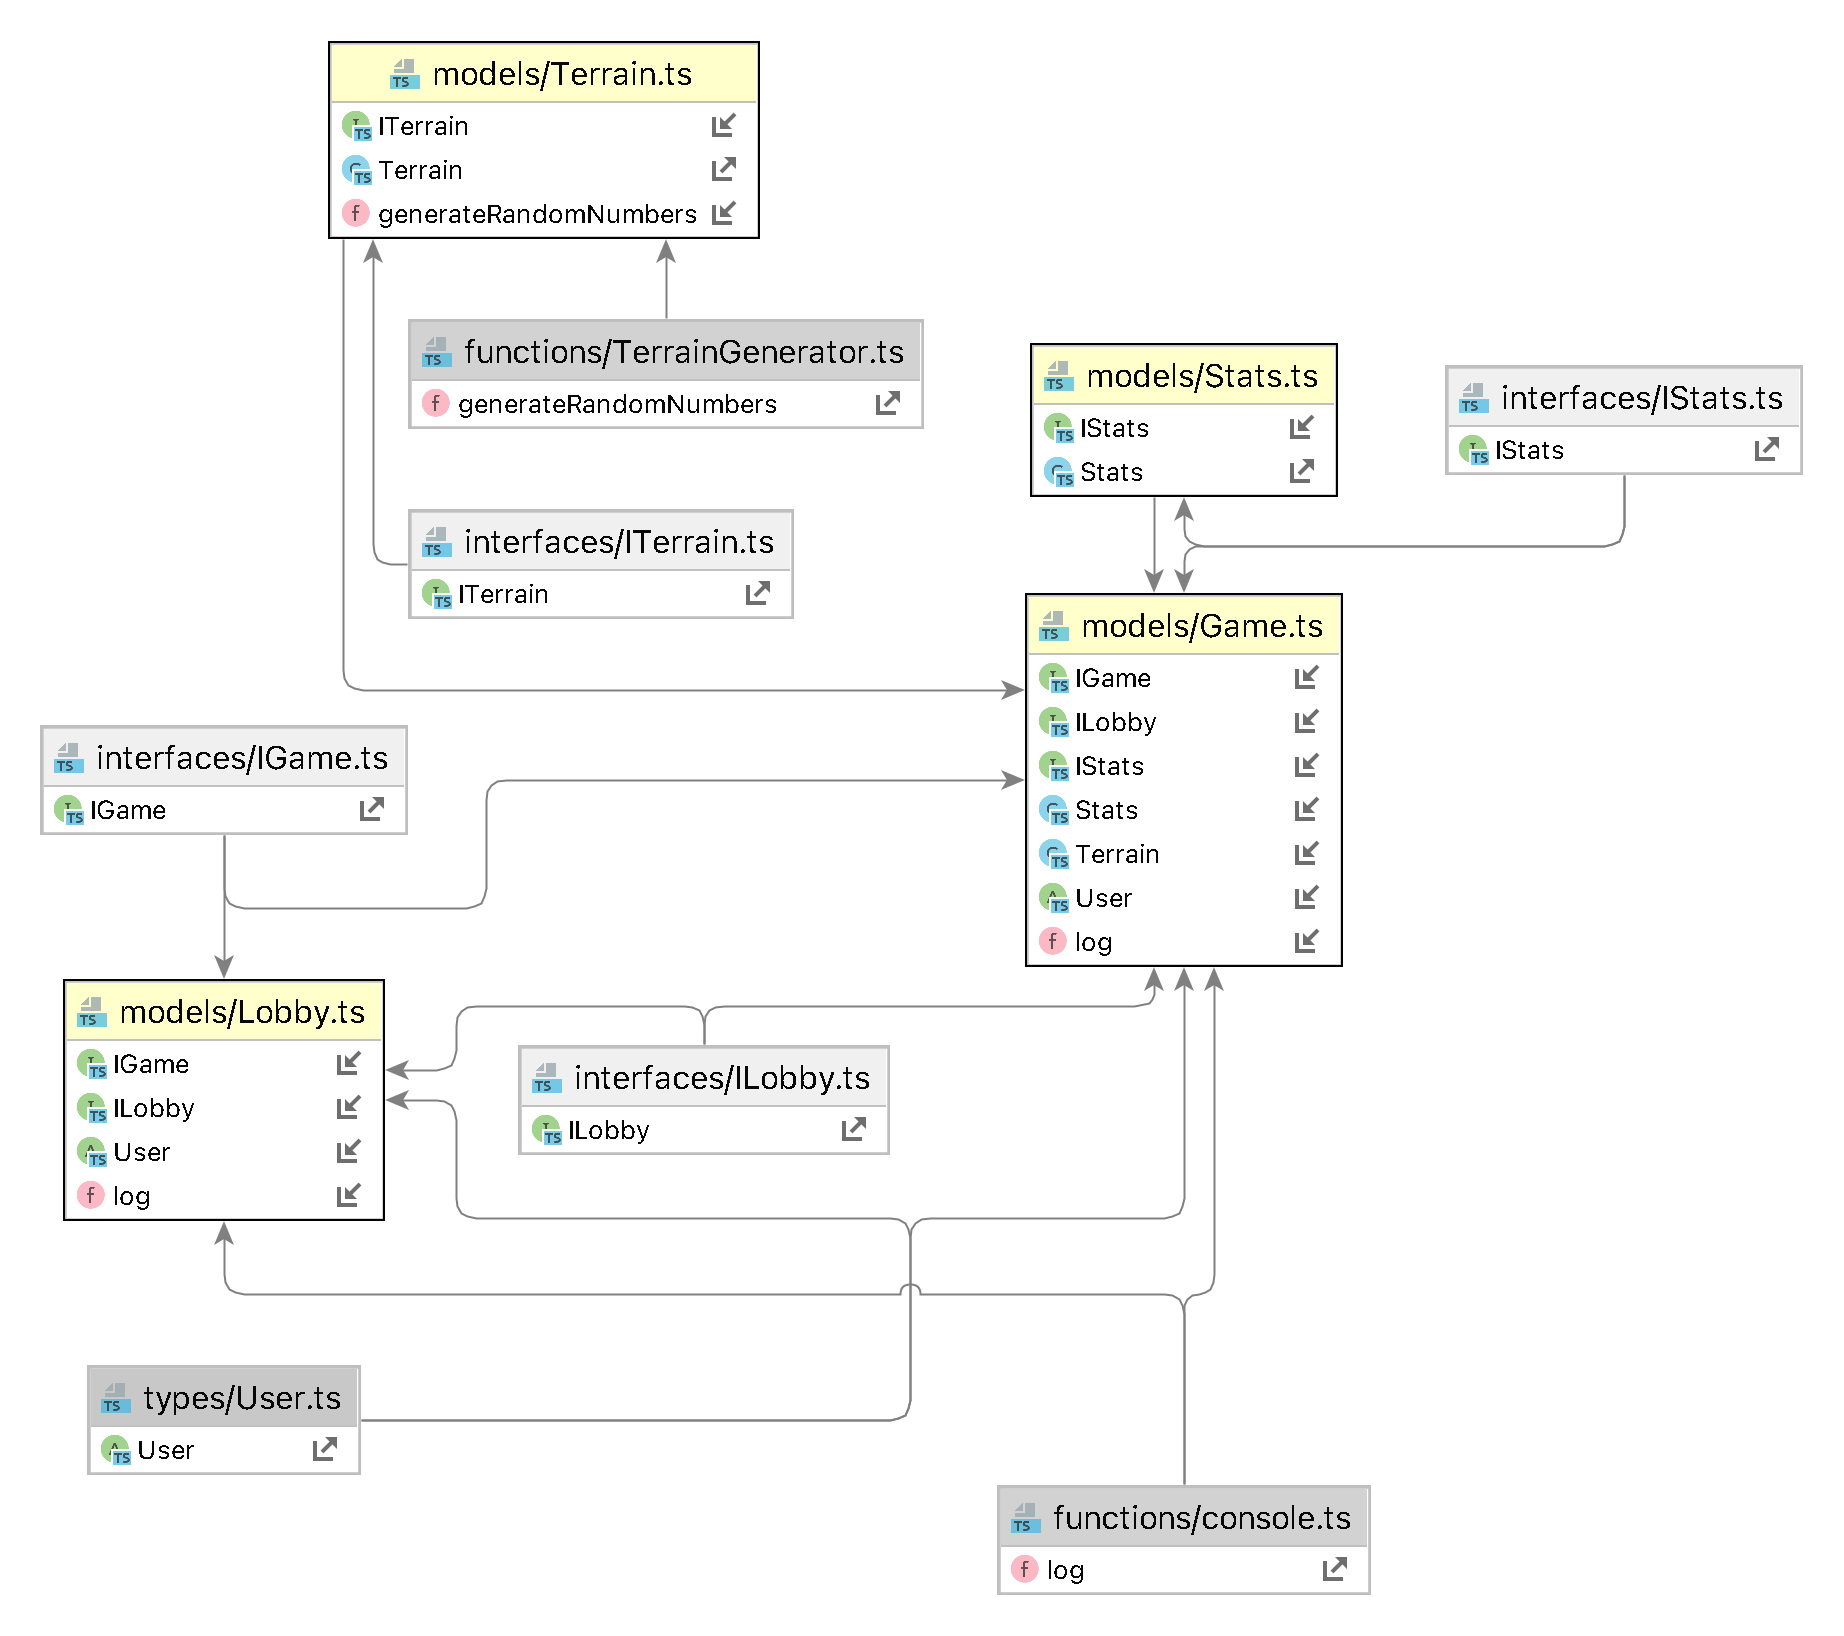 models/Terrain.ts
ITerrain
Terrain
generateRandomNumbers
functions/TerrainGenerator.ts
generateRandomNumbers
models/Stats.ts
IStats
Stats
interfaces/IStats.ts
IStats
interfaces/ITerrain.ts
ITerrain
models/Game.ts
IGame
ILobby
IStats
Stats
Terrain
User
log
interfaces/IGame.ts
IGame
models/Lobby.ts
IGame
ILobby
User
log
interfaces/ILobby.ts
ILobby
types/User.ts
User
functions/console.ts
log